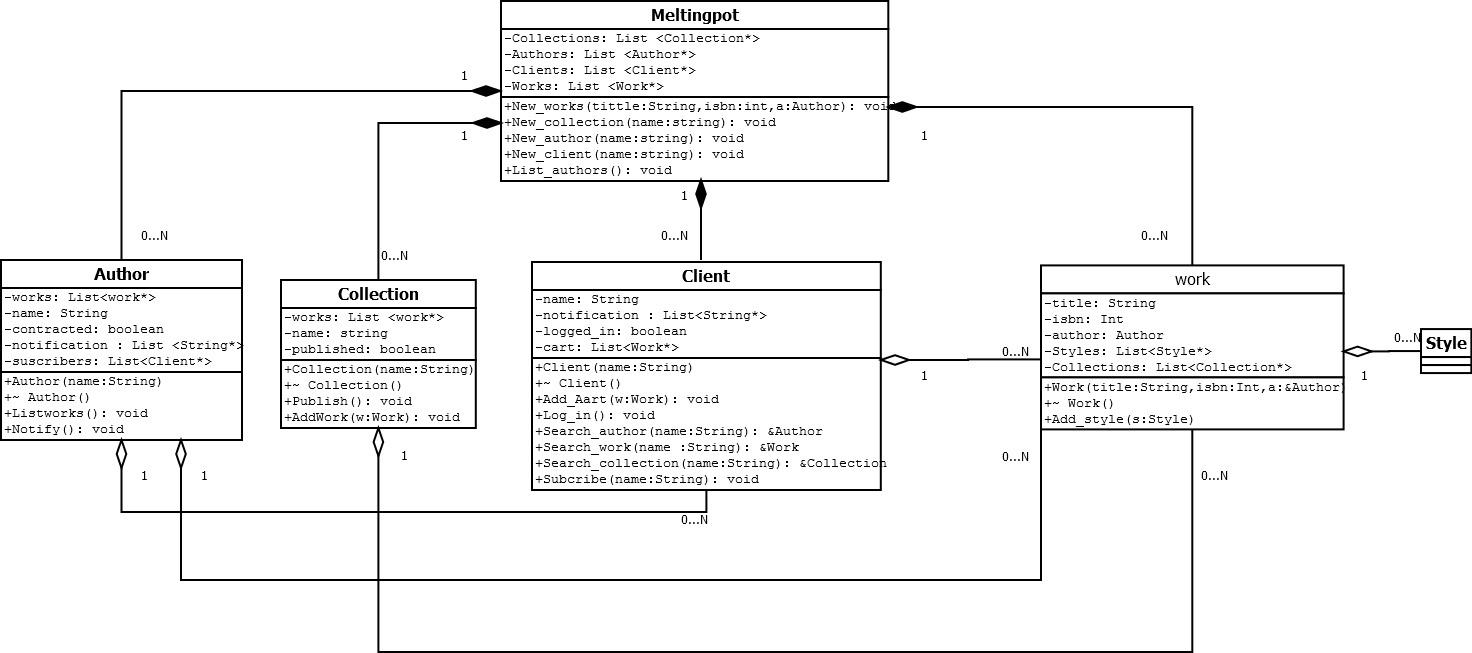 Meltingpot
-Collections: List <Collection*>
-Authors: List <Author*>
-Clients: List <Client*>
-Works: List <Work*>
+New_works(tittle:String,isbn:int,a:Author): void
+New_collection(name:string): void
+New_author(name:string): void
+New_client(name:string): void
+List_authors(): void
1
1
1
1
0...N
0...N
0...N
0...N
Author
-works: List<work*>
-name: String
-contracted: boolean
-notification : List <String*>
-suscribers: List<Client*>
+Author(name:String)
+~ Author()
+Listworks(): void
+Notify(): void
1
1
Collection
-works: List <work*>
-name: string
-published: boolean
+Collection(name:String)
+~ Collection()
+Publish(): void
+AddWork(w:Work): void
1
Client
-name: String
-notification : List<String*>
-logged_in: boolean
-cart: List<Work*>
+Client(name:String)
+~ Client()
+Add_Aart(w:Work): void
+Log_in(): void
+Search_author(name:String): &Author
+Search_work(name :String): &Work
+Search_collection(name:String): &Collection
+Subcribe(name:String): void
0...N
1
0...N
0...N
work
-title: String
-isbn: Int
-author: Author
-Styles: List<Style*>
-Collections: List<Collection*>
+Work(title:String,isbn:Int,a:&Author)
+~ Work()
+Add_style(s:Style)
0...N
1
0...N
Style